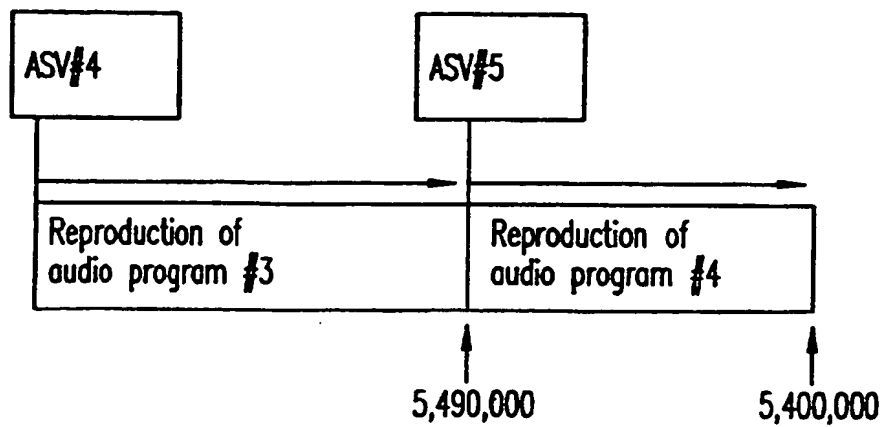 ASV#4
ASV#5
Reproduction of
audio program #3
Reproduction of
audio program #4
5,490,000
5,400,000